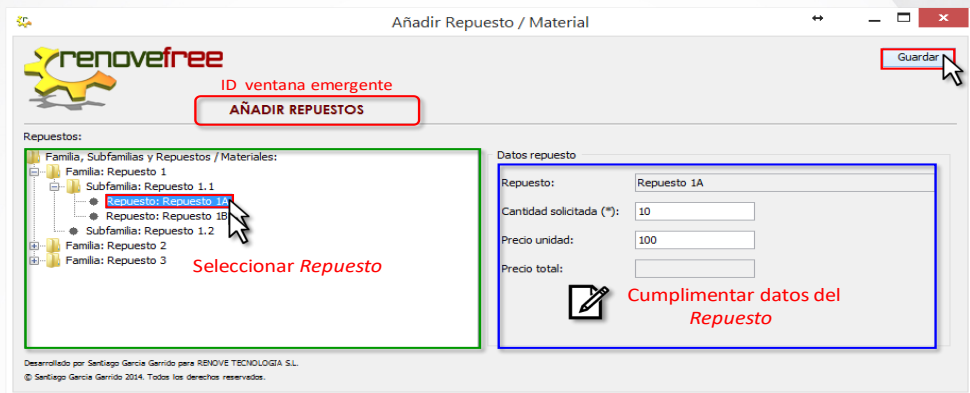 Añadir Repuesto / Material
renovefree
Guardar
ID ventana emergente
AÑADIR REPUESTOS
Repuestos:
Familia, Subfamilias y Repuestos / Materiales:
Familia: Repuesto 1
Subfamilia: Repuesto 1.1
Repuesto: Repuesto 1A
Repuesto: Repuesto 1B
Subfamilia: Repuesto 1.2
Familia: Repuesto 2
Familia: Repuesto 3
Seleccionar Repuesto
Datos repuesto
Repuesto: Repuesto 1A
Cantidad solicitada (*): 10
Precio unidad: 100
Precio total:
Cumplimentar datos del
Repuesto
Desarrollado por Santiago García Garrido para RENOVE TECNOLOGÍA S.L.
© Santiago García Garrido 2014. Todos los derechos reservados.